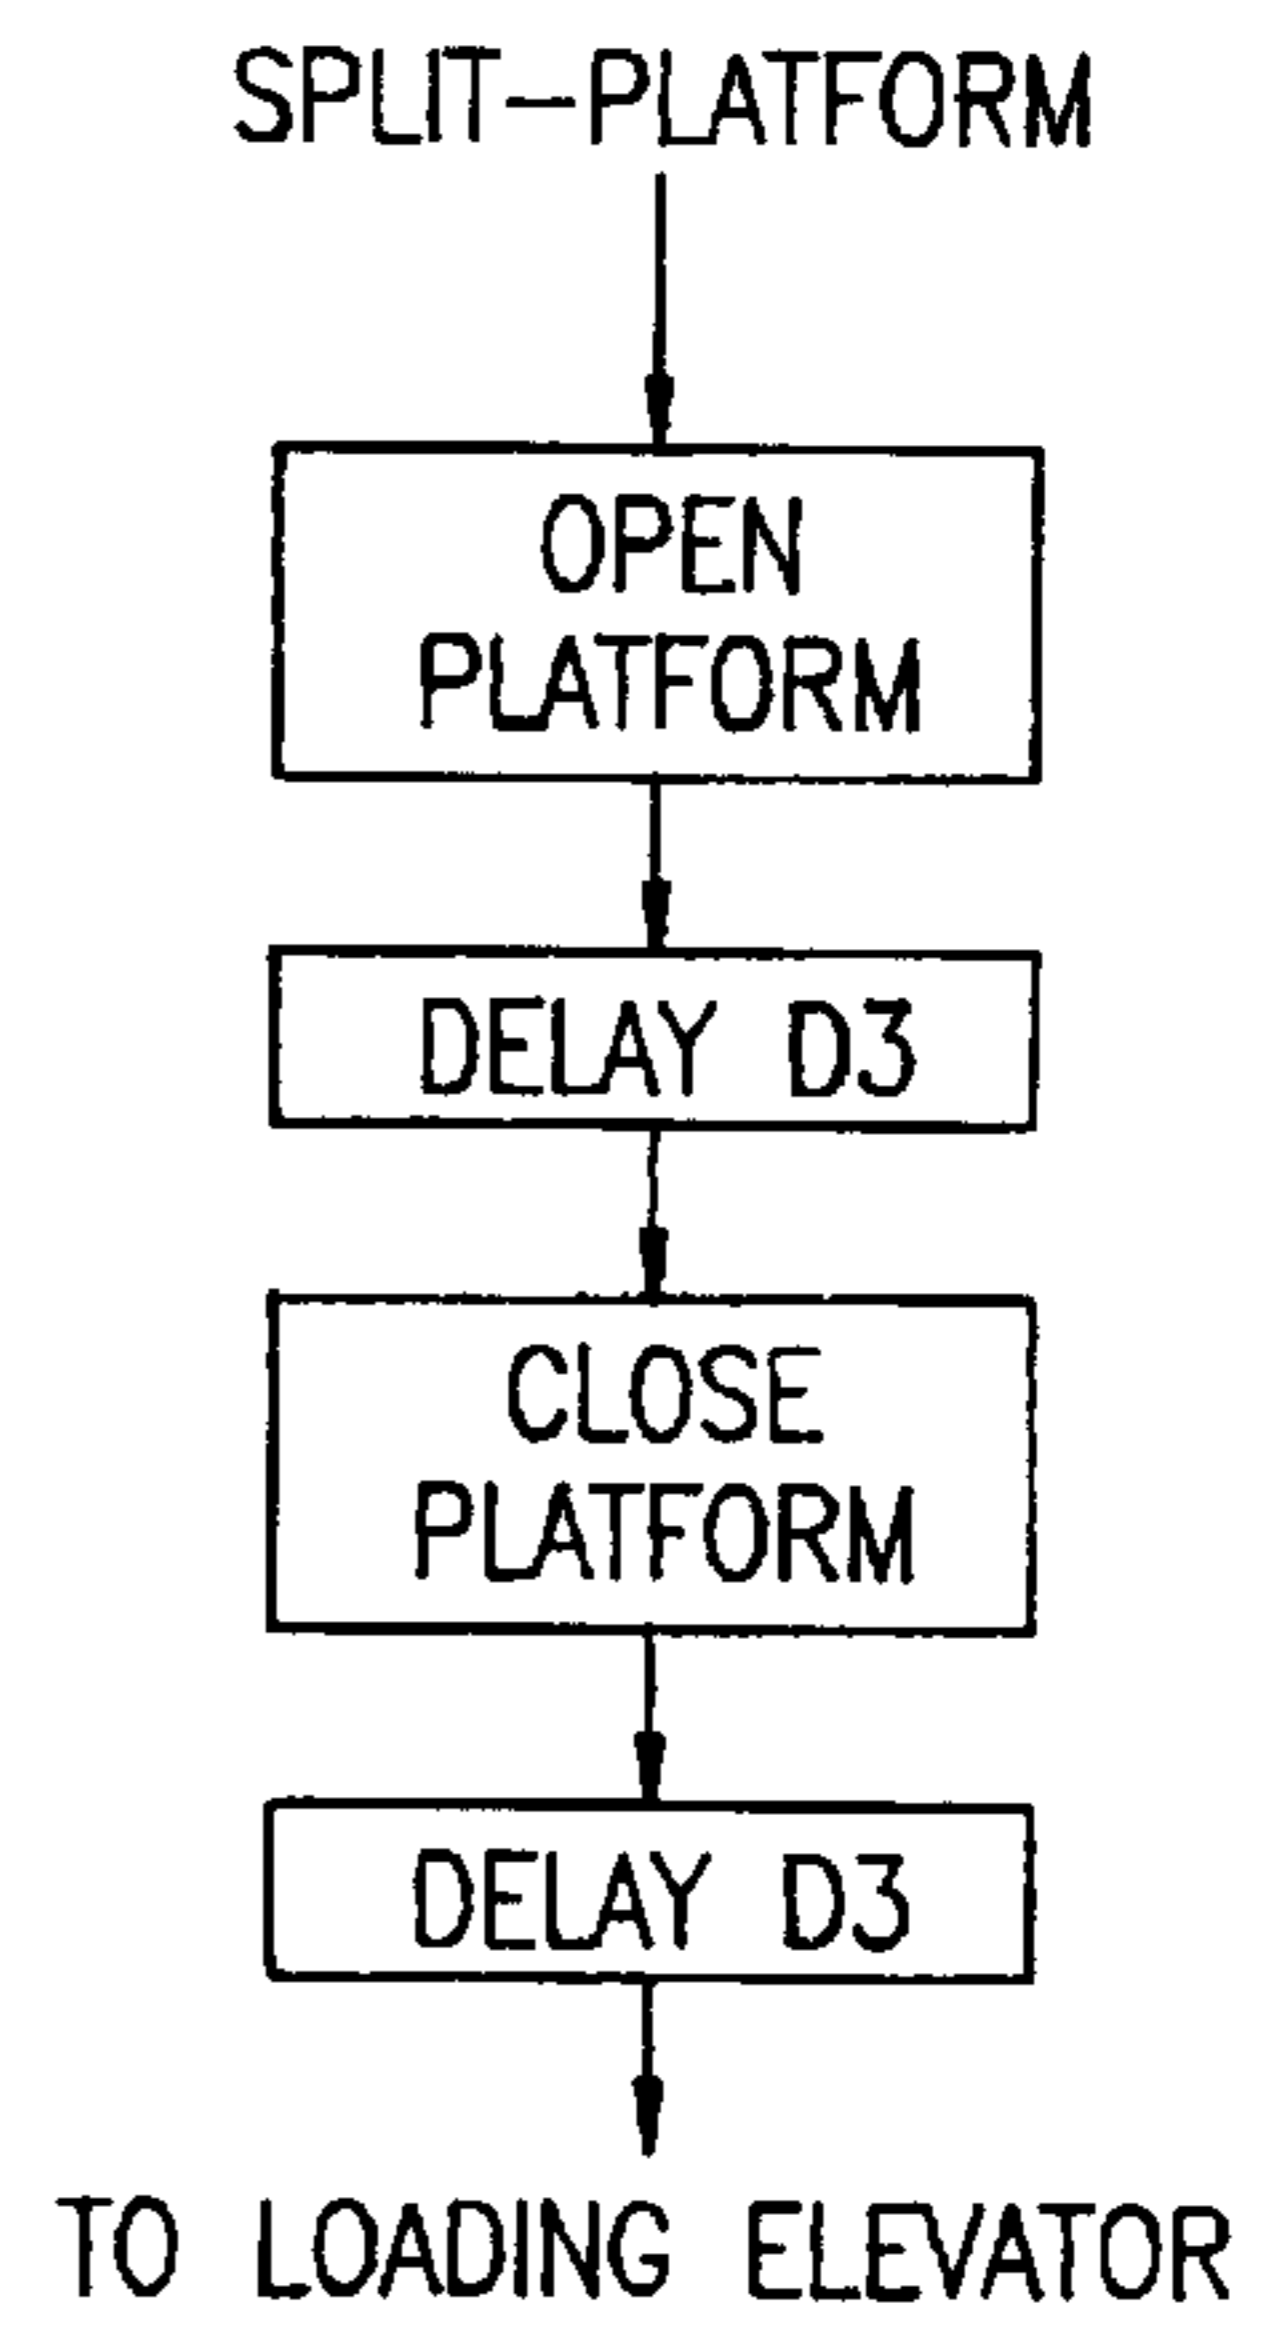 SPLIT-PLATFORM
OPEN
PLATFORM
DELAY D3
CLOSE
PLATFORM
DELAY D3
TO LOADING ELEVATOR